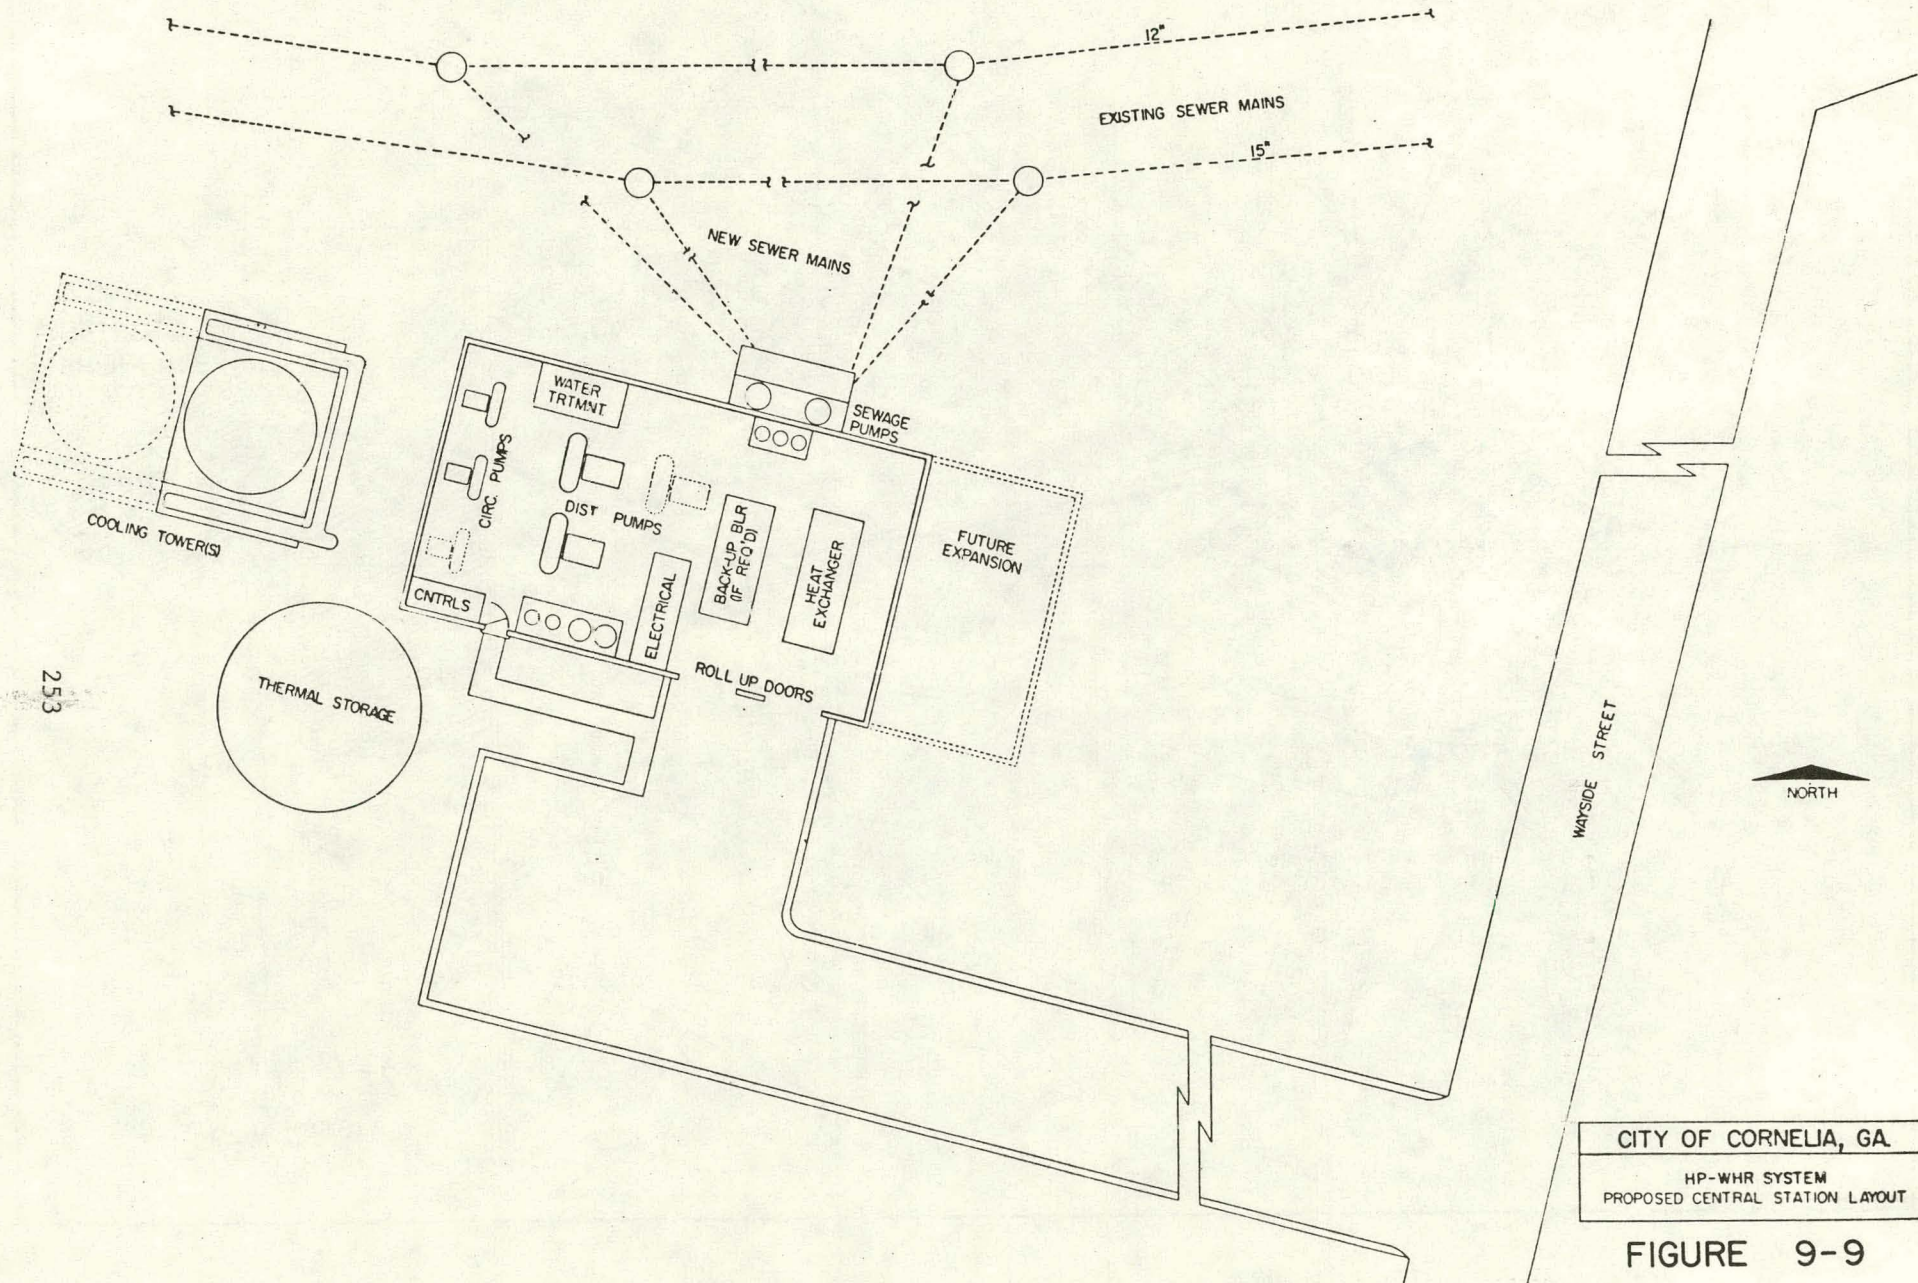 12"
EXISTING SEWER MAINS
15"
NEW SEWER MAINS
WATER
TRTMNT.
SEWAGE
PUMPS
CIRC. PUMPS
DIST PUMPS
COOLING TOWER(S)
BACK-UP BLR
(IF REQ'D)
HEAT
EXCHANGER
FUTURE
EXPANSION
CNTRLS
ELECTRICAL
ROLL UP DOORS
THERMAL STORAGE
253
WAYSIDE STREET
NORTH
CITY OF CORNELIA, GA.
HP-WHR SYSTEM
PROPOSED CENTRAL STATION LAYOUT
FIGURE 9-9